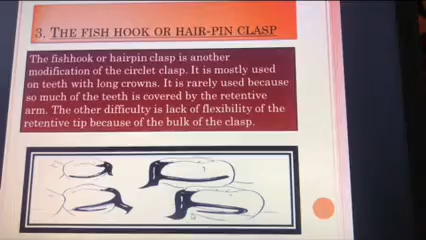 3. THE FISH HOOK OR HAIR-PIN CLASP
The fishhook or hairpin clasp is another
modification of the circlet clasp. It is mostly used
on teeth with long crowns. It is rarely used because
so much of the teeth is covered by the retentive
arm. The other difficulty is lack of flexibility of the
retentive tip because of the bulk of the clasp.